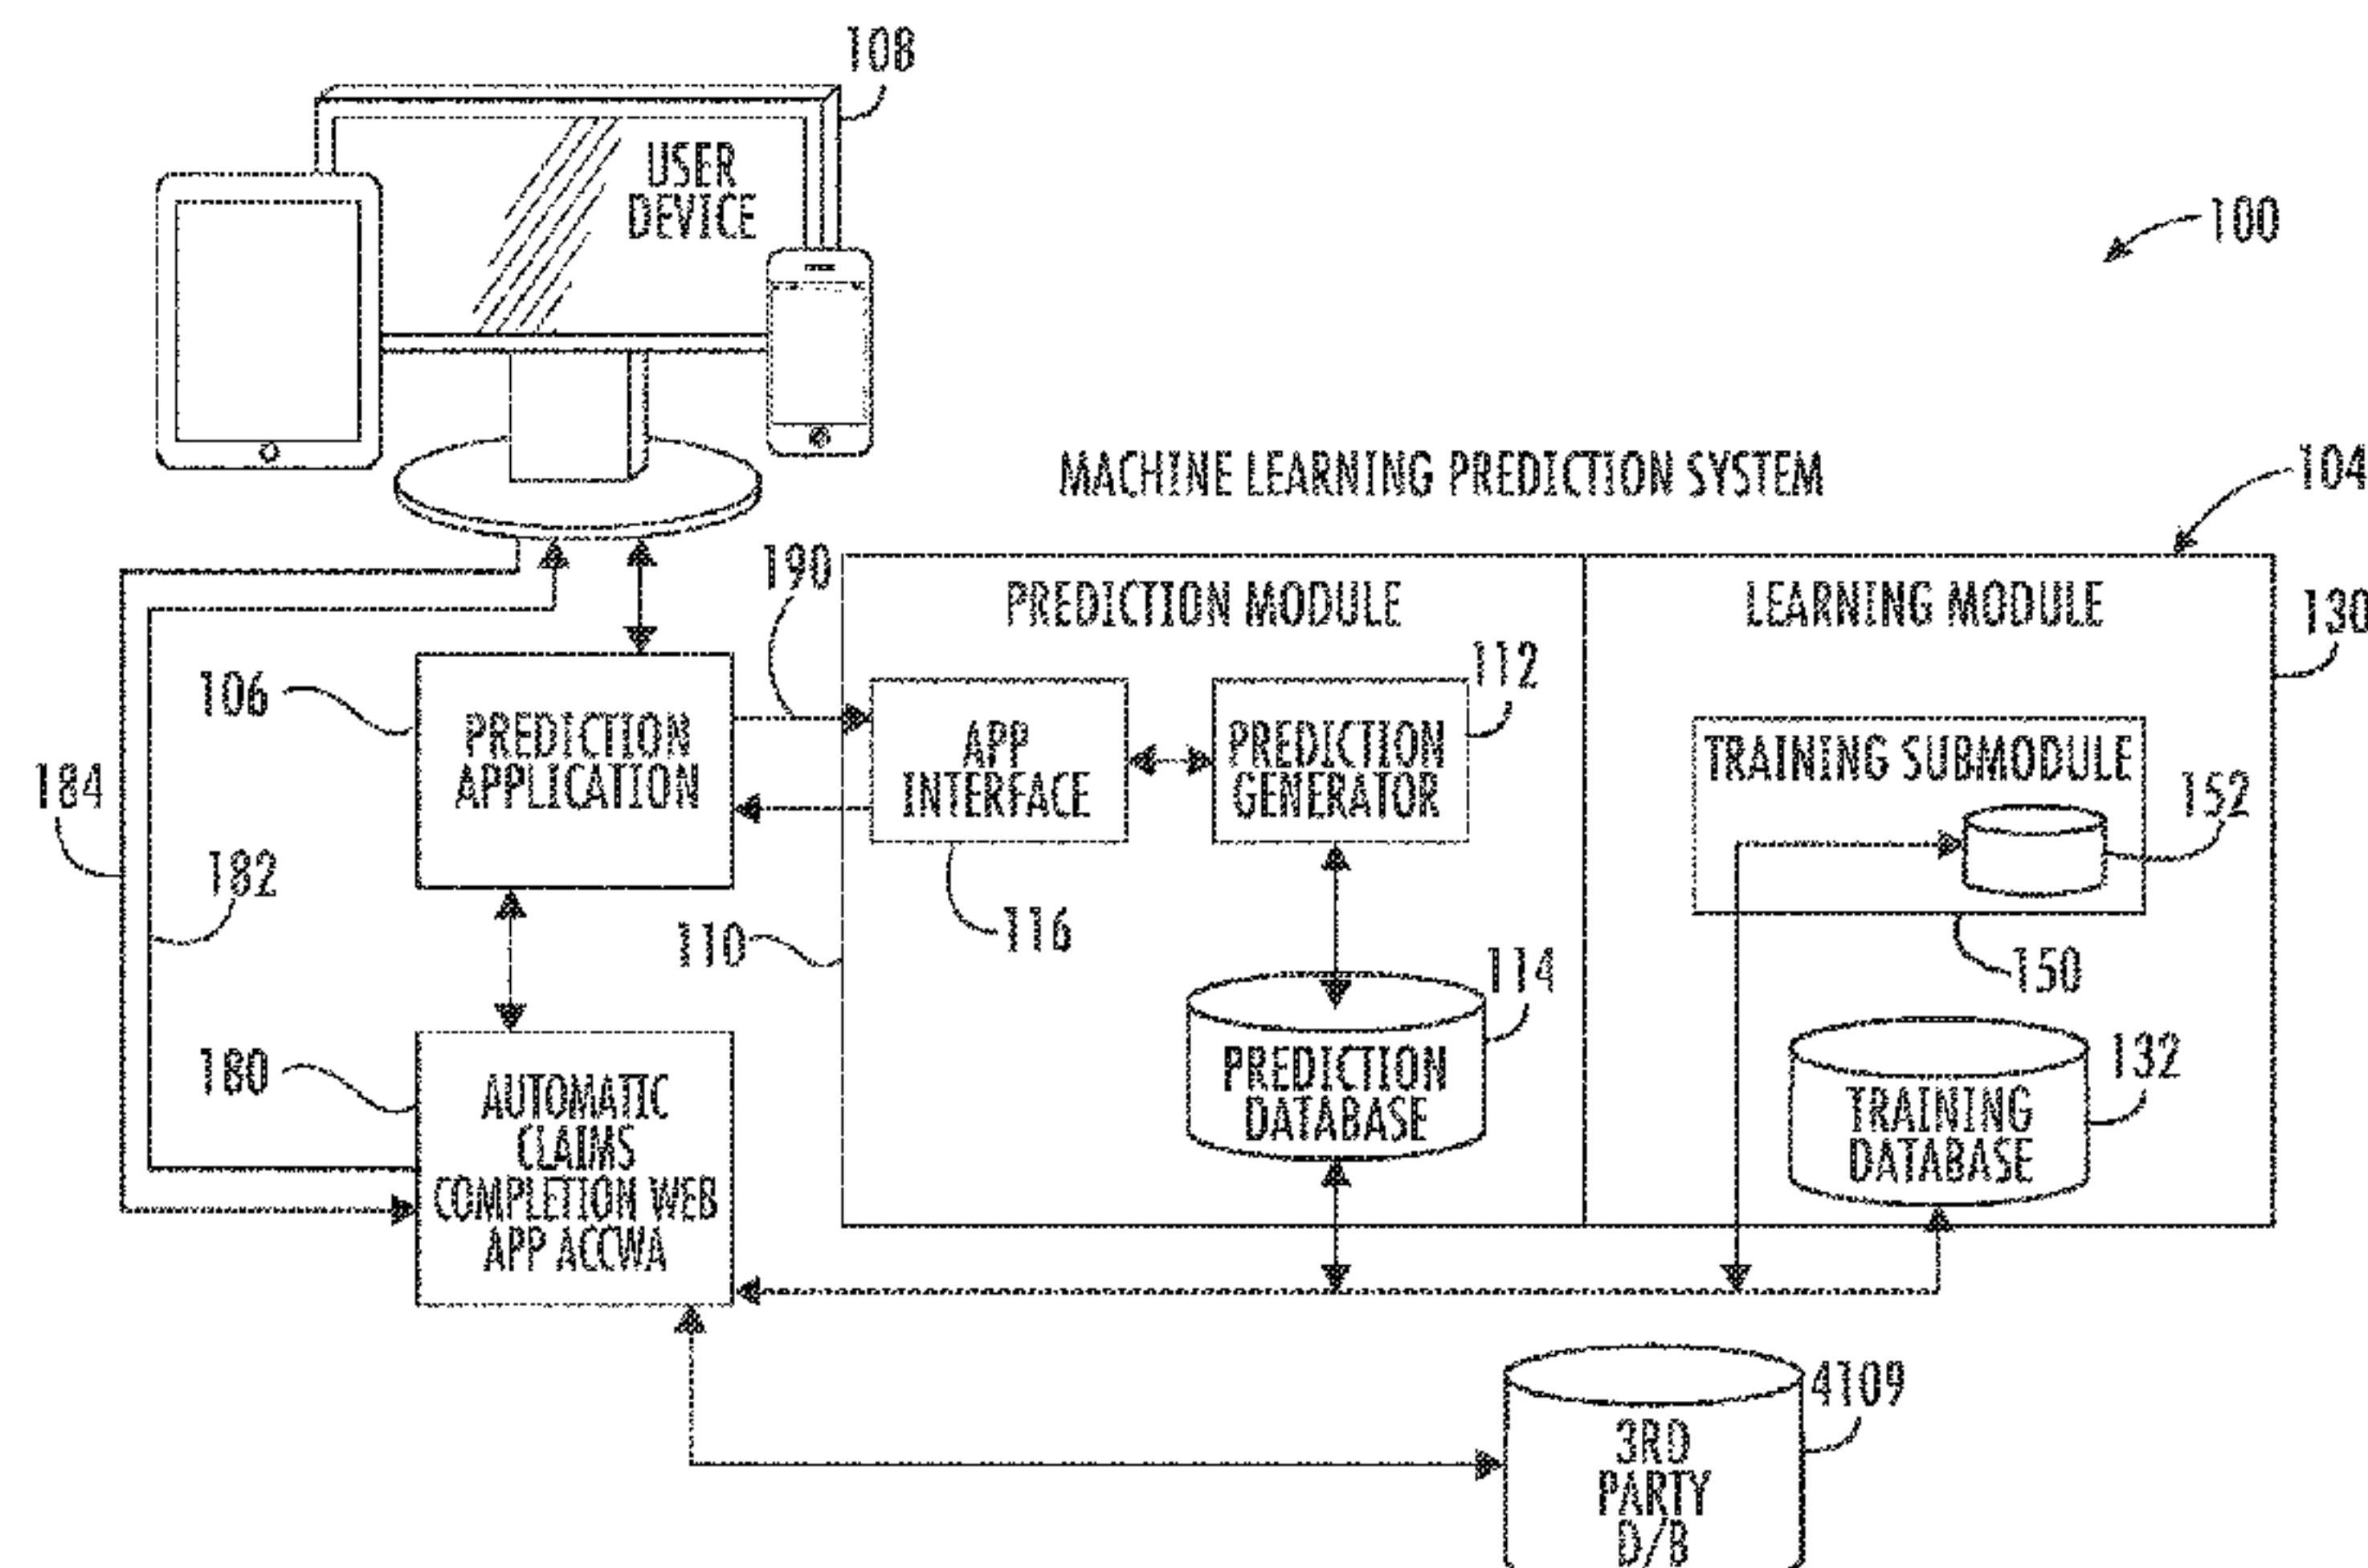 108
USER
DEVICE
100
MACHINE LEARNING PREDICTION SYSTEM
104
190
PREDICTION MODULE
LEARNING MODULE
130
106
PREDICTION
APPLICATION
APP
INTERFACE
112
PREDICTION
GENERATOR
TRAINING SUBMODULE
152
184
182
110
116
150
114
PREDICTION
DATABASE
132
TRAINING
DATABASE
180
AUTOMATIC
CLAIMS
COMPLETION WEB
APP ACCWA
4109
3RD
PARTY
D/B